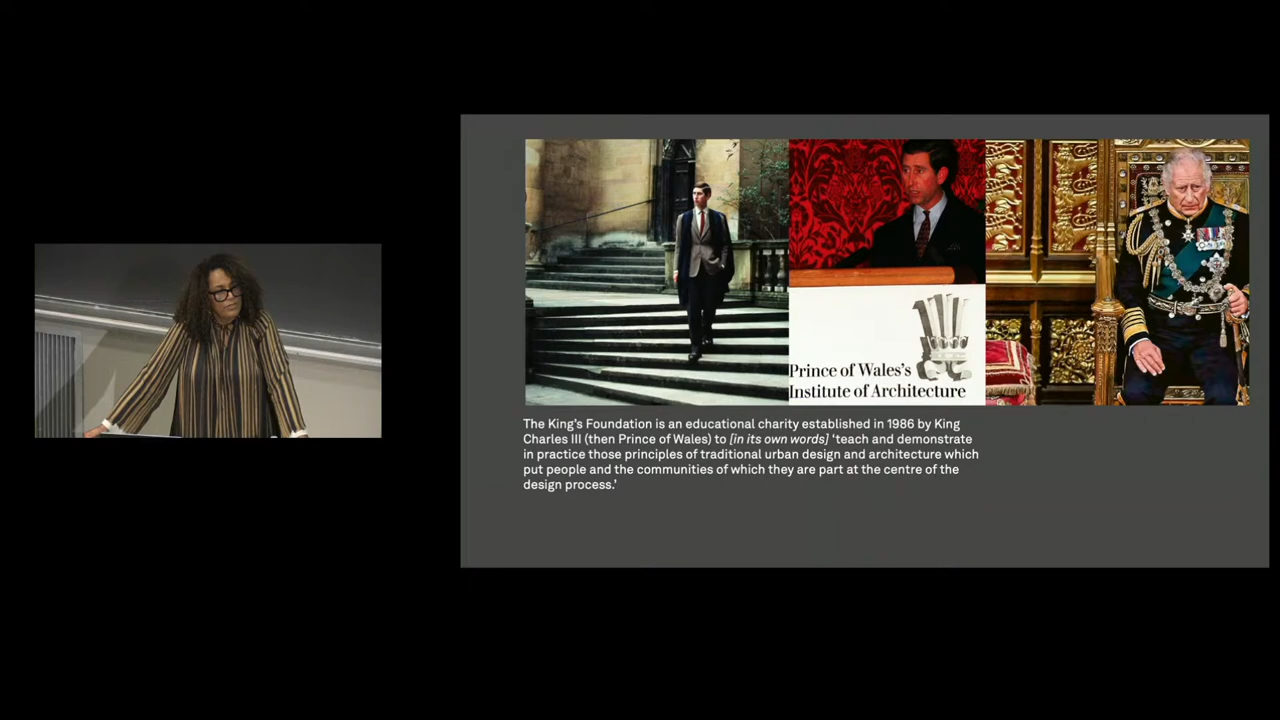 Prince of Wales's
Institute of Architecture
The King's Foundation is an educational charity established in 1986 by King
Charles III (then Prince of Wales) to [in its own words] ‘teach and demonstrate
in practice those principles of traditional urban design and architecture which
put people and the communities of which they are part at the centre of the
design process.’